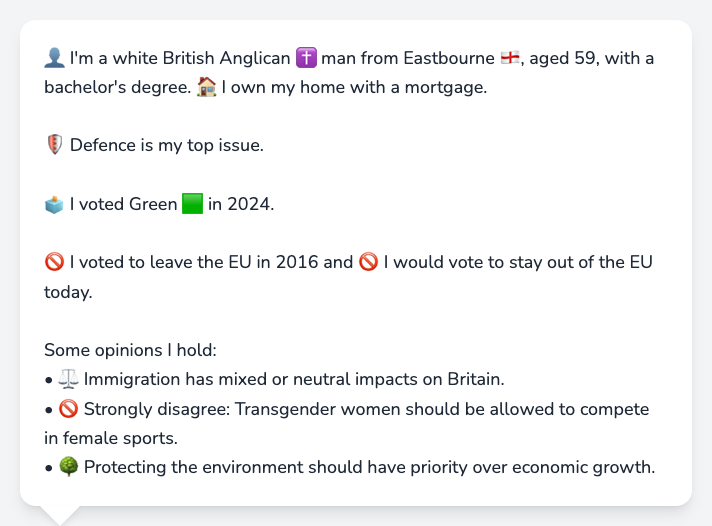 👤 I'm a white British Anglican ✝️ man from Eastbourne 🏴󠁧󠁢󠁥󠁮󠁧󠁿, aged 59, with a
bachelor's degree. 🏠 I own my home with a mortgage.
🛡️ Defence is my top issue.
🗳️ I voted Green 🟩 in 2024.
🚫 I voted to leave the EU in 2016 and 🚫 I would vote to stay out of the EU
today.
Some opinions I hold:
• ⚖️ Immigration has mixed or neutral impacts on Britain.
• 🚫 Strongly disagree: Transgender women should be allowed to compete
in female sports.
• 🌳 Protecting the environment should have priority over economic growth.